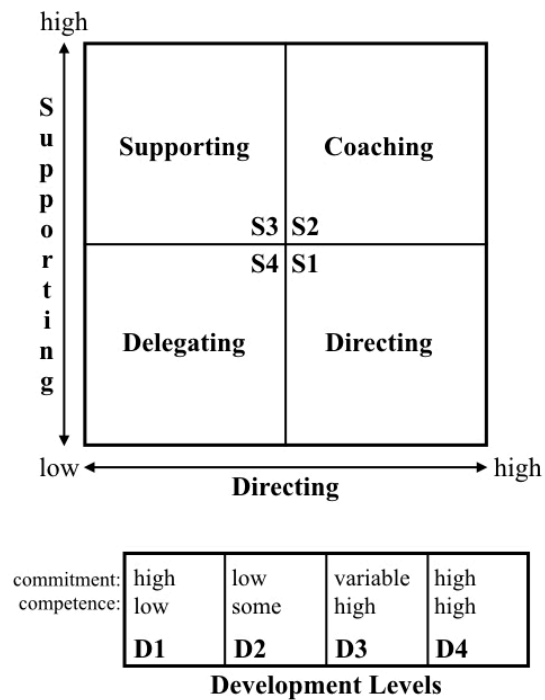 high
Supporting
Supporting Coaching
S3 S2
S4 S1
Delegating Directing
low high
Directing
commitment: high low variable high
competence: low some high high
D1 D2 D3 D4
Development Levels